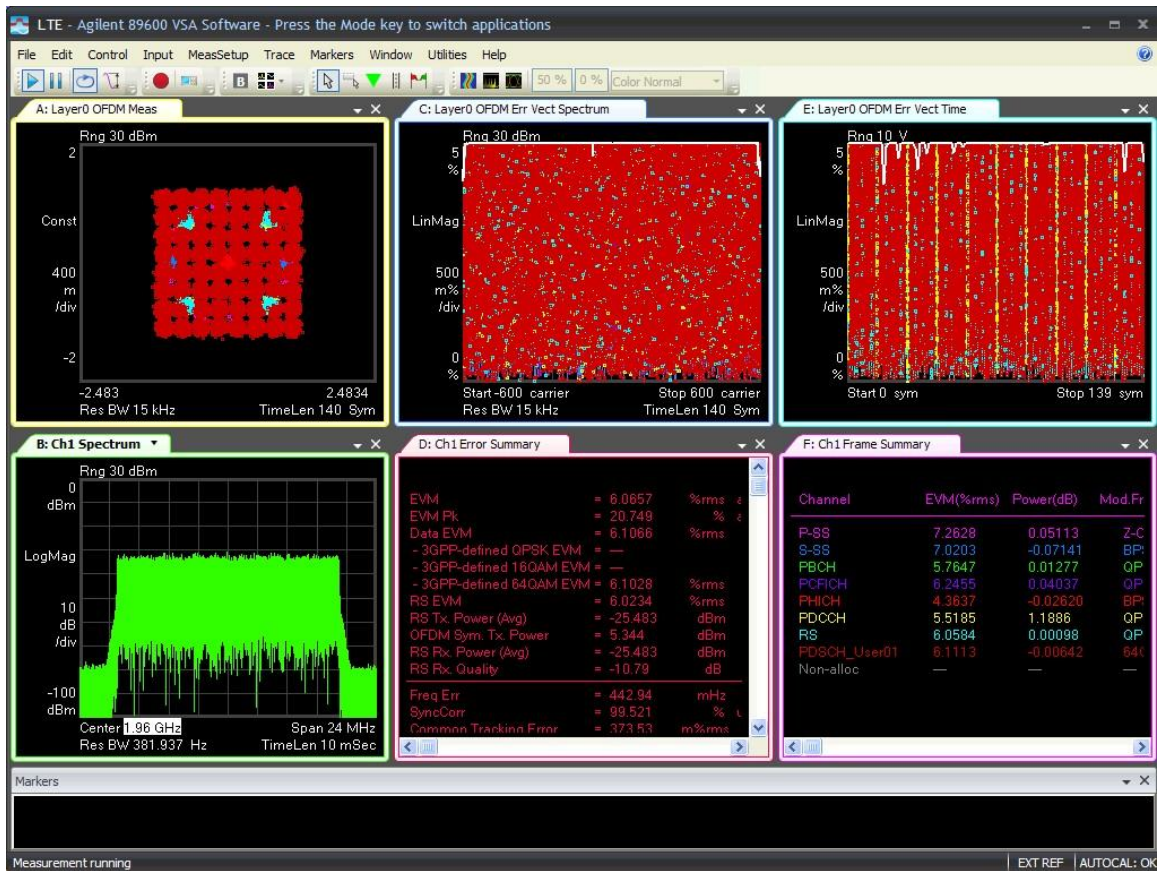 LTE - Agilent 89600 VSA Software - Press the Mode key to switch applications
File Edit Control Input MeasSetup Trace Markers Window Utilities Help
B 50 % 0 % Color Normal
A: Layer0 OFDM Meas
Rng 30 dBm
2
Const
400
m
/div
-2
-2.483 2.4834
Res BW 15 kHz TimeLen 140 Sym
C: Layer0 OFDM Err Vect Spectrum
Rng 30 dBm
5
%
LinMag
500
m%
/div
0
%
Start-600 carrier Stop 600 carrier
Res BW 15 kHz TimeLen 140 Sym
E: Layer0 OFDM Err Vect Time
Rng 10 V
5
%
LinMag
500
m%
/div
0
%
Start 0 sym Stop 139 sym
B: Ch1 Spectrum
Rng 30 dBm
0
dBm
LogMag
10
dB
/div
-100
dBm
Center 1.96 GHz Span 24 MHz
Res BW 381.937 Hz TimeLen 10 mSec
D: Ch1 Error Summary
EVM = 6.0657 %rms
EVM Pk = 20.749 %
Data EVM = 6.1066 %rms
- 3GPP-defined QPSK EVM = —
- 3GPP-defined 16QAM EVM = —
- 3GPP-defined 64QAM EVM = 6.1028 %rms
RS EVM = 6.0234 %rms
RS Tx. Power (Avg) = -25.483 dBm
OFDM Sym. Tx. Power = 5.344 dBm
RS Rx. Power (Avg) = -25.483 dBm
RS Rx. Quality = -10.79 dB
Freq Err = 442.94 mHz
SyncCorr = 99.521 %
Common Tracking Error = 373.53 m%rms
F: Ch1 Frame Summary
Channel EVM(%rms) Power(dB) Mod.Fr
P-SS 7.2628 0.05113 Z-C
S-SS 7.0203 -0.07141 BP
PBCH 5.7647 0.01277 QP
PCFICH 6.2455 0.04037 QP
PHICH 4.3637 -0.02620 BP
PDCCH 5.5185 1.1886 QP
RS 6.0584 0.00098 QP
PDSCH_User01 6.1113 -0.00642 64
Non-alloc — — —
Markers
Measurement running EXT REF AUTOCAL: OK